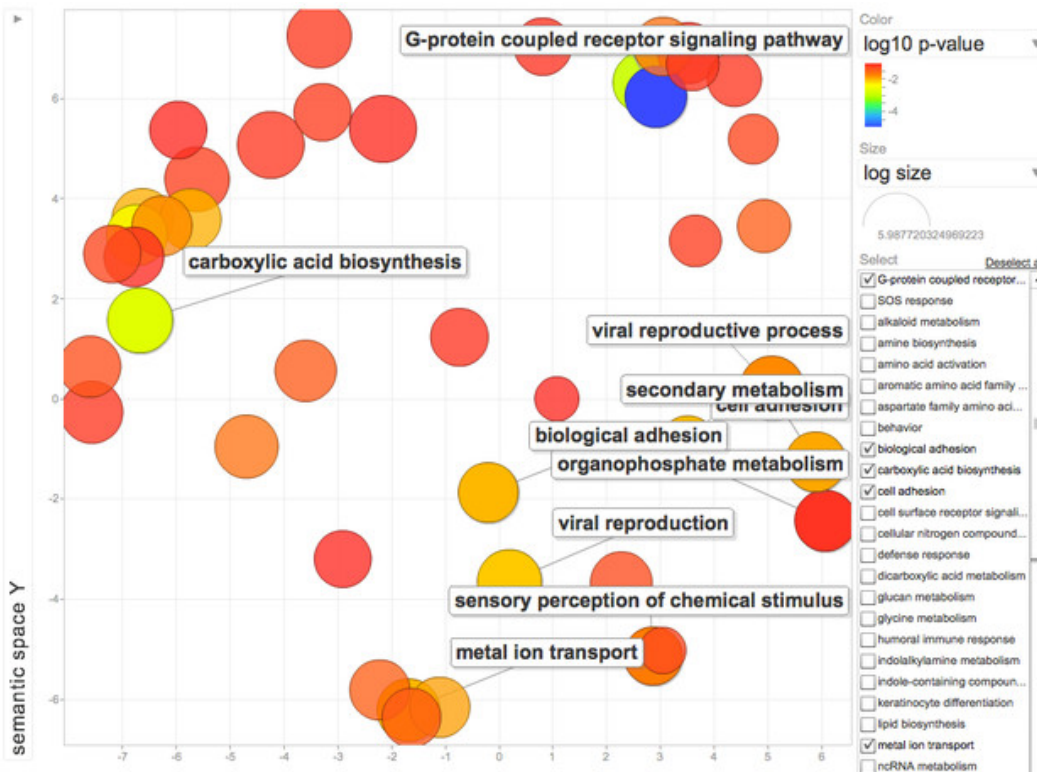 G-protein coupled receptor signaling pathway
carboxylic acid biosynthesis
viral reproductive process
secondary metabolism
cell adhesion
biological adhesion
organophosphate metabolism
viral reproduction
sensory perception of chemical stimulus
metal ion transport
semantic space Y
6
4
2
0
-2
-4
-6
-7 -6 -5 -4 -3 -2 -1 0 1 2 3 4 5 6
Color
log10 p-value
-2
-4
Size
log size
5.987720324969223
Select Deselect a
G-protein coupled receptor...
SOS response
alkaloid metabolism
amine biosynthesis
amino acid activation
aromatic amino acid family ...
aspartate family amino aci...
behavior
biological adhesion
carboxylic acid biosynthesis
cell adhesion
cell surface receptor signali...
cellular nitrogen compound...
defense response
dicarboxylic acid metabolism
glucan metabolism
glycine metabolism
humoral immune response
indolalkylamine metabolism
indole-containing compoun...
keratinocyte differentiation
lipid biosynthesis
metal ion transport
ncRNA metabolism